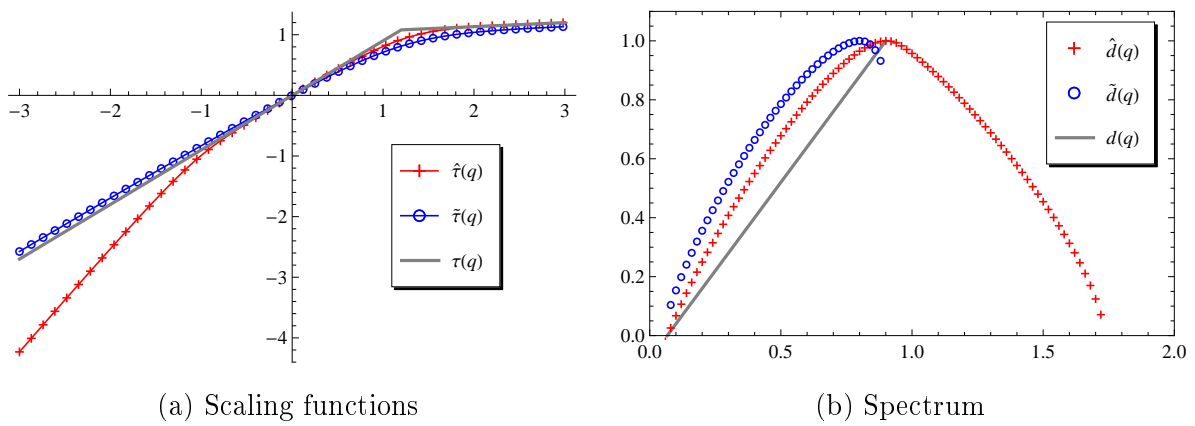 1
−3 −2 −1 1 2 3
−1
−2
−3
−4
τ̂(q)
τ̃(q)
τ(q)
(a) Scaling functions
1.0
0.8
0.6
0.4
0.2
0.0
0.0 0.5 1.0 1.5 2.0
d̂(q)
d̃(q)
d(q)
(b) Spectrum